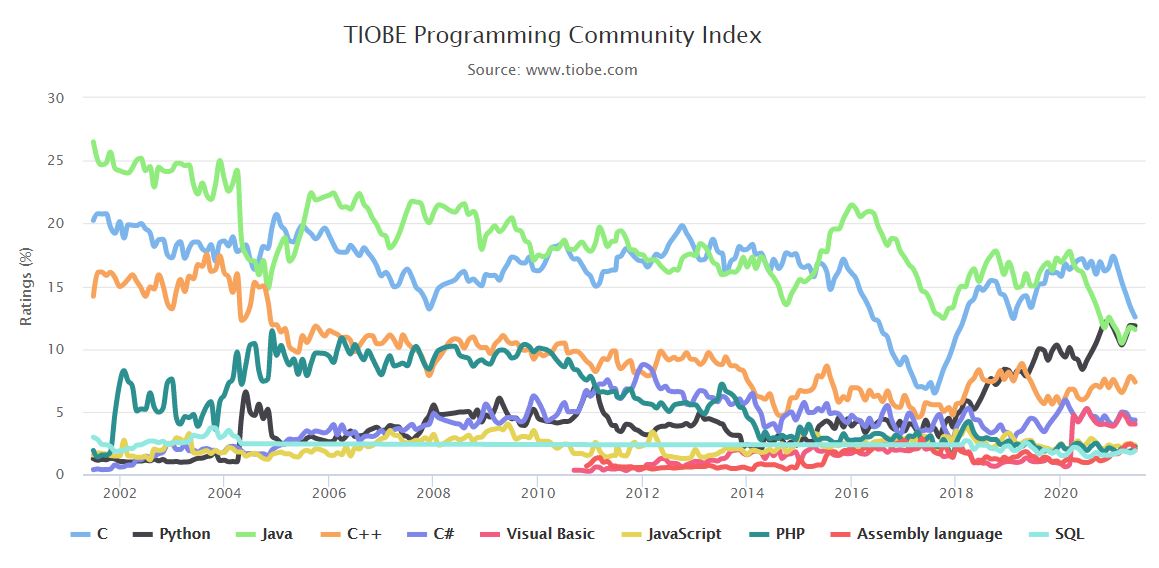 TIOBE Programming Community Index
Source: www.tiobe.com
Ratings (%)
30
25
20
15
10
5
0
2002 2004 2006 2008 2010 2012 2014 2016 2018 2020
C Python Java C++ C# Visual Basic JavaScript PHP Assembly language SQL